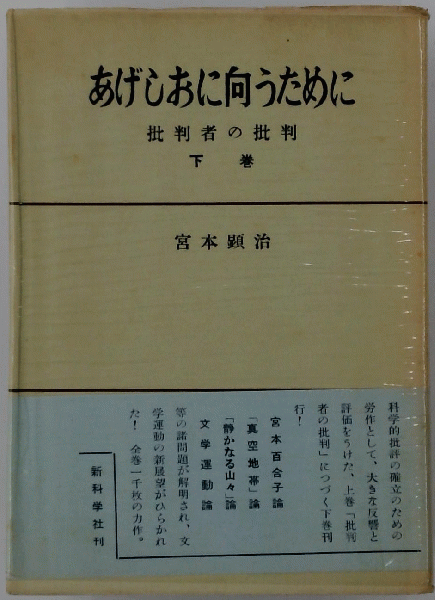 あげしおに向うために
批判者の批判
下巻
宮本顕治
科学的批評の確立のための
労作として、大きな反響と
評価をうけた、上巻「批判
者の批判」につづく下巻刊
行!
宮本百合子論
「真空地帯」論
「静かなる山々」論
文学運動論
等の諸問題が解明され、文
学運動の新展望がひらかれ
た! 全巻一千枚の力作。
新科学社刊